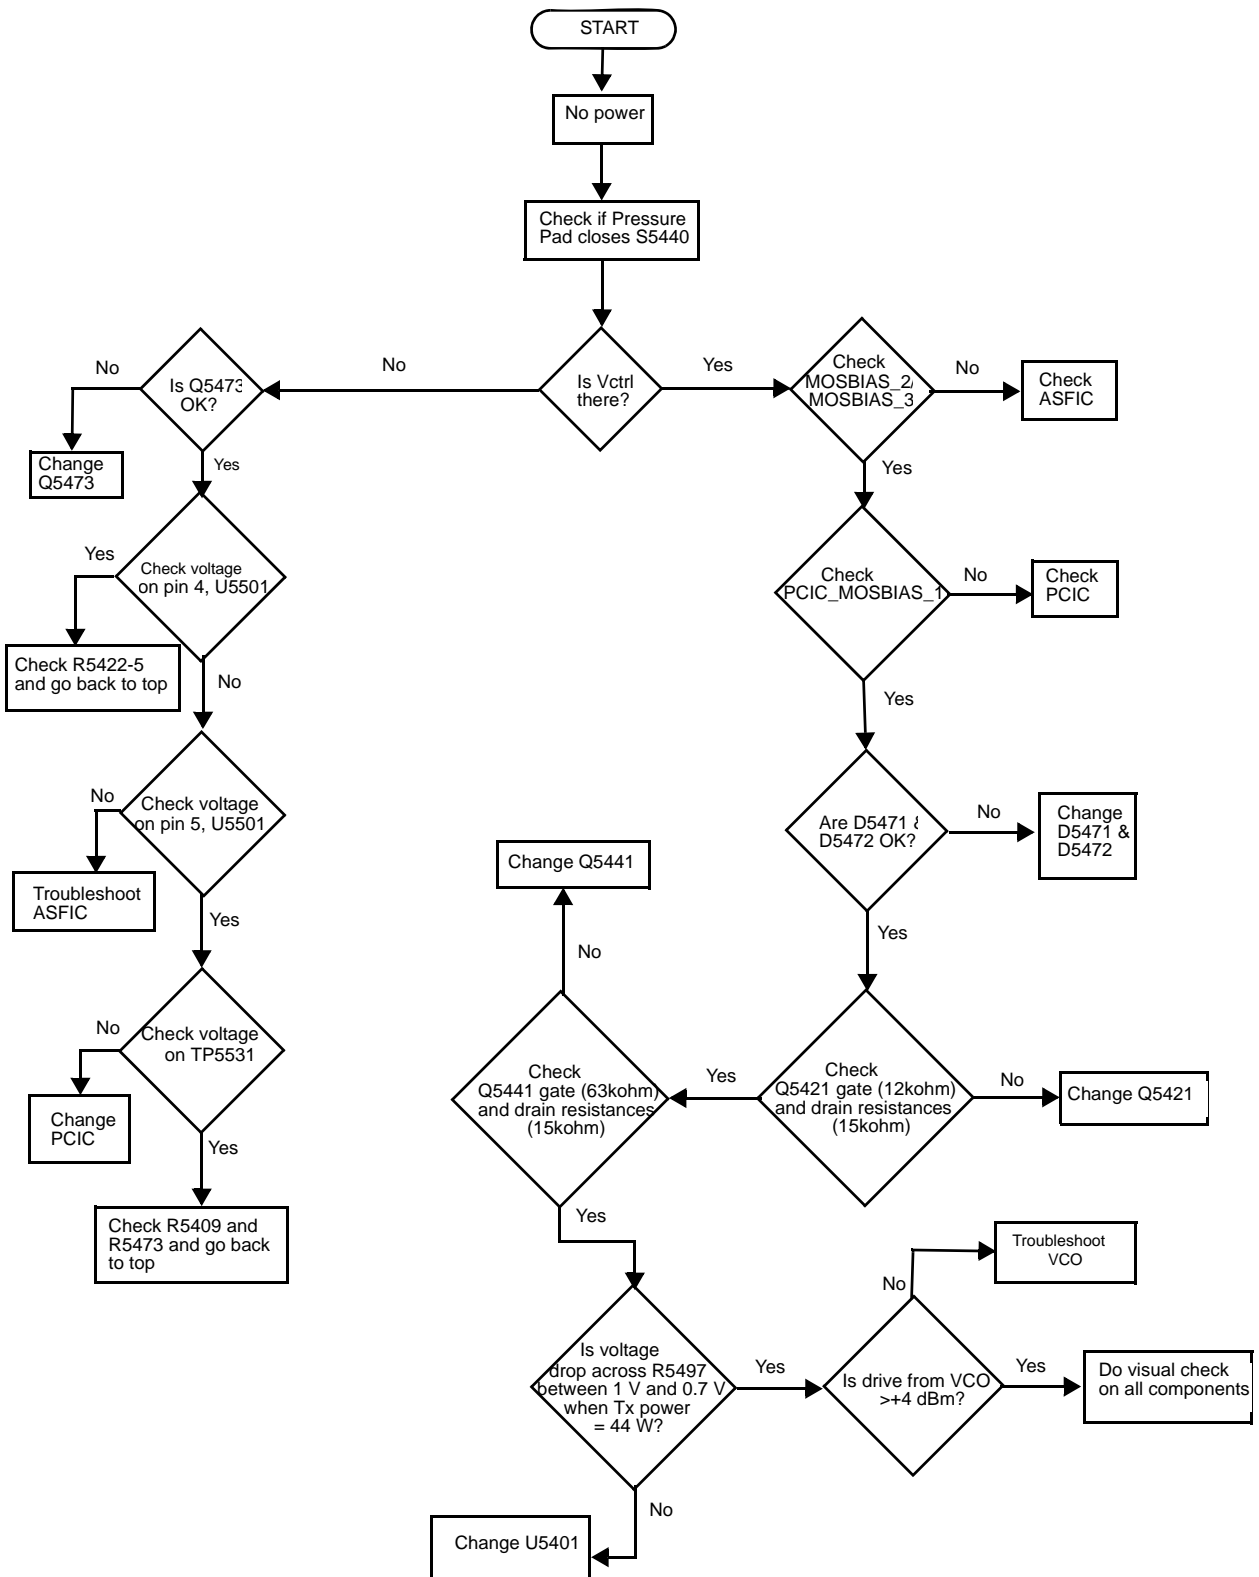 START
No power
Check if Pressure
Pad closes S5440
No
Is Q5473
OK?
No
Is Vctrl
there?
Yes
Check
MOSBIAS_2/
MOSBIAS_3
No
Check
ASFIC
Change
Q5473
Yes
Yes
Yes
Check voltage
on pin 4, U5501
Check
PCIC_MOSBIAS_1
No
Check
PCIC
Check R5422-5
and go back to top
No
Yes
No
Check voltage
on pin 5, U5501
Are D5471 &
D5472 OK?
No
Change
D5471 &
D5472
Change Q5441
Troubleshoot
ASFIC
Yes
Yes
No
No
Check voltage
on TP5531
Check
Q5441 gate (63kohm)
and drain resistances
(15kohm)
Yes
Check
Q5421 gate (12kohm)
and drain resistances
(15kohm)
No
Change Q5421
Change
PCIC
Yes
Yes
Check R5409 and
R5473 and go back
to top
Troubleshoot
VCO
No
Is voltage
drop across R5497
between 1 V and 0.7 V
when Tx power
= 44 W?
Yes
Is drive from VCO
>+4 dBm?
Yes
Do visual check
on all components
No
Change U5401